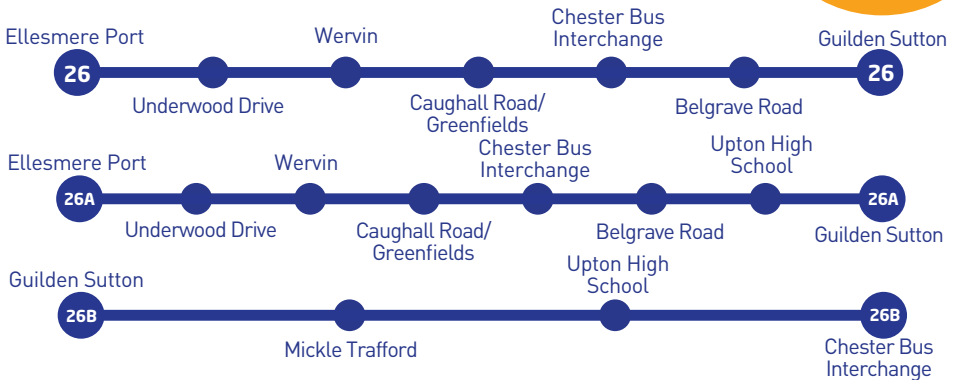 Ellesmere Port
Wervin
Chester Bus
Interchange
Guilden Sutton
26
26
Underwood Drive
Caughall Road/
Greenfields
Belgrave Road
Ellesmere Port
Wervin
Chester Bus
Interchange
Upton High
School
26A
26A
Underwood Drive
Caughall Road/
Greenfields
Belgrave Road
Guilden Sutton
Guilden Sutton
Upton High
School
26B
26B
Mickle Trafford
Chester Bus
Interchange